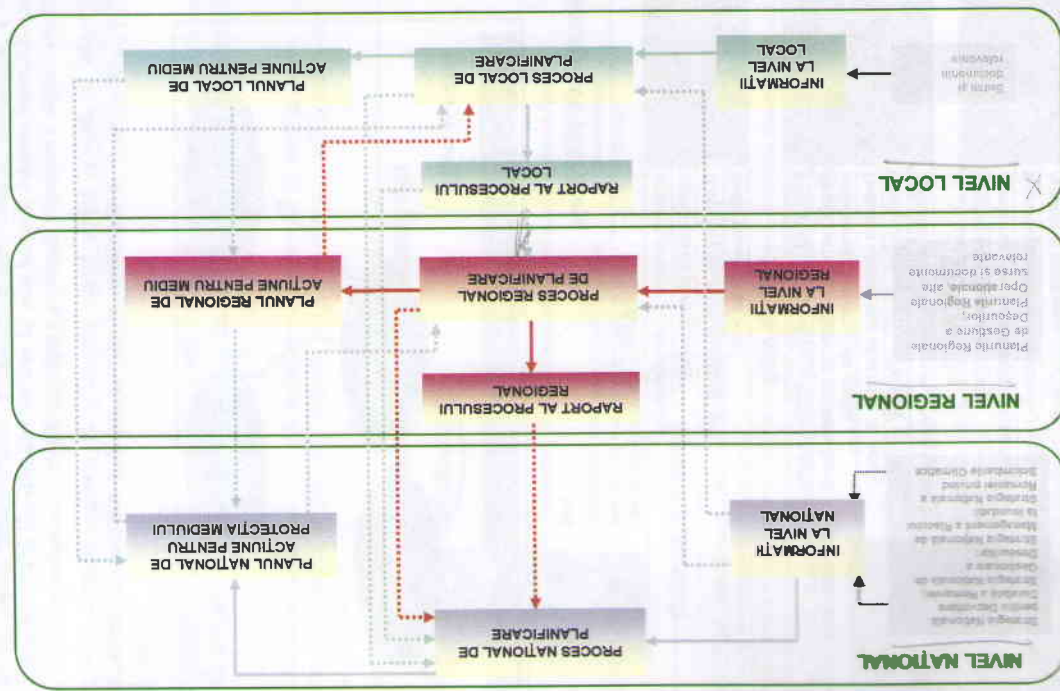 NIVEL NAȚIONAL
Strategia Națională
pentru Dezvoltare
Durabilă a României;
Strategia Națională de
Gestionare a
Deșeurilor;
Strategia Națională de
Management a Riscului
la Inundații
Strategia Națională a
României privind
Schimbările Climatice
PROCES NAȚIONAL DE
PLANIFICARE
INFORMAȚII
LA NIVEL
NAȚIONAL
PLANUL NAȚIONAL DE
ACȚIUNE PENTRU
PROTECȚIA MEDIULUI
NIVEL REGIONAL
Planurile Regionale
de Gestiune a
Deșeurilor;
Planurile Regionale
Operaționale, alte
surse și documente
relevante
RAPORT AL PROCESULUI
REGIONAL
INFORMAȚII
LA NIVEL
REGIONAL
PROCES REGIONAL
DE PLANIFICARE
PLANUL REGIONAL DE
ACȚIUNE PENTRU MEDIU
NIVEL LOCAL
RAPORT AL PROCESULUI
LOCAL
Surse și
documente
relevante
INFORMAȚII
LA NIVEL
LOCAL
PROCES LOCAL DE
PLANIFICARE
PLANUL LOCAL DE
ACȚIUNE PENTRU MEDIU